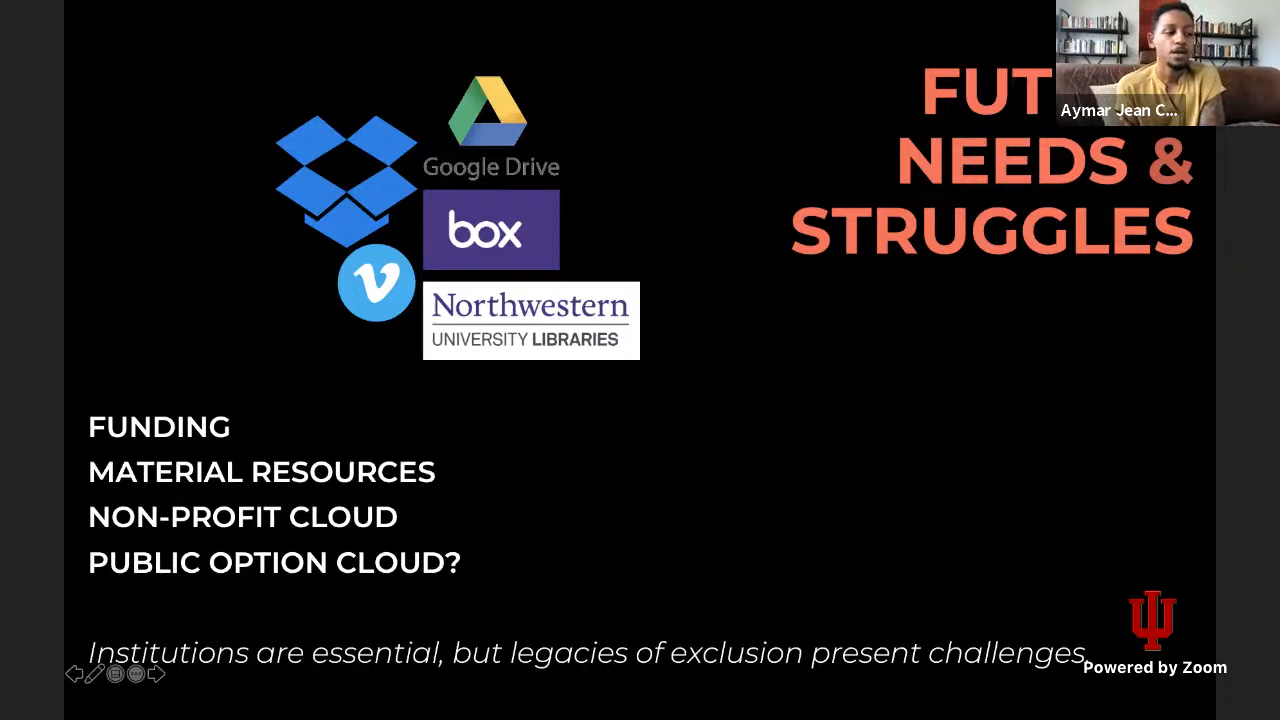 FUT
NEEDS &
STRUGGLES
Aymar Jean C...
Google Drive
box
Northwestern
UNIVERSITY LIBRARIES
FUNDING
MATERIAL RESOURCES
NON-PROFIT CLOUD
PUBLIC OPTION CLOUD?
Institutions are essential, but legacies of exclusion present challenges.
Powered by Zoom